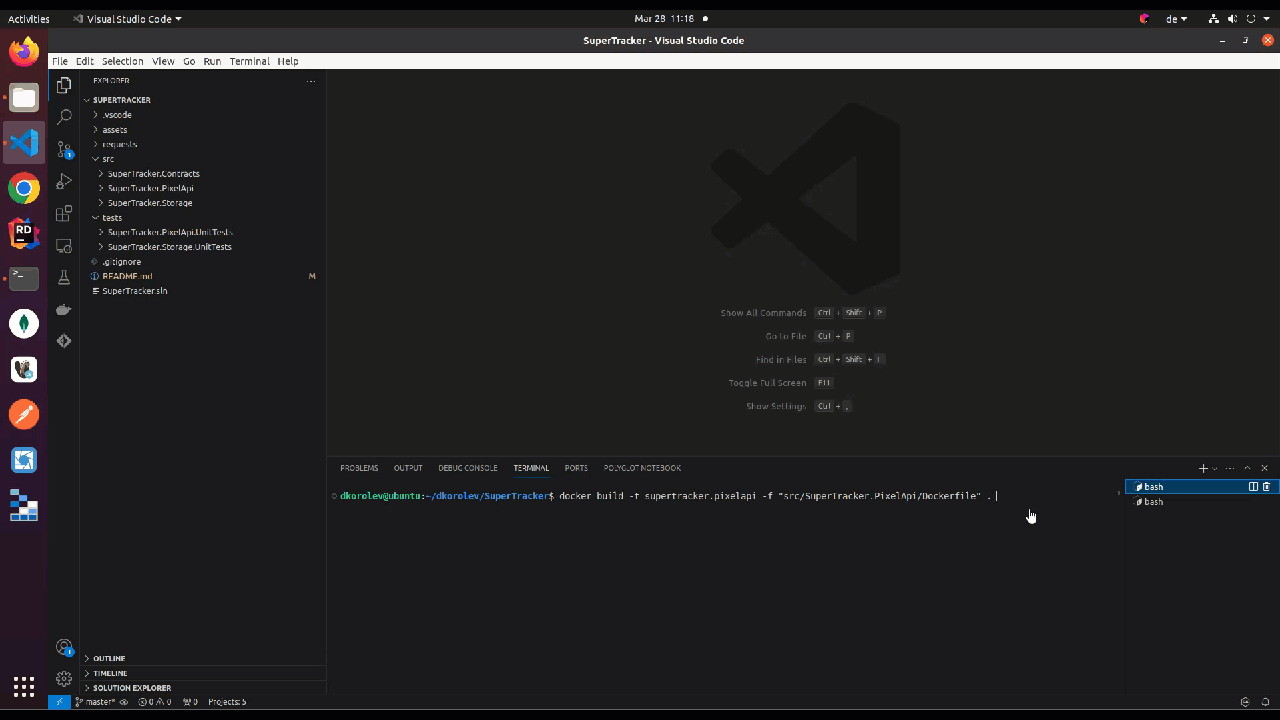 Activities
Visual Studio Code
Mar 28 11:18
de
SuperTracker - Visual Studio Code
File Edit Selection View Go Run Terminal Help
EXPLORER
SUPERTRACKER
.vscode
assets
requests
src
SuperTracker.Contracts
SuperTracker.PixelApi
SuperTracker.Storage
tests
SuperTracker.PixelApi.UnitTests
SuperTracker.Storage.UnitTests
.gitignore
README.md M
SuperTracker.sln
Show All Commands Ctrl + Shift + P
Go to File Ctrl + P
Find in Files Ctrl + Shift + F
Toggle Full Screen F11
Show Settings Ctrl + ,
PROBLEMS OUTPUT DEBUG CONSOLE TERMINAL PORTS POLYGLOT NOTEBOOK
dkorolev@ubuntu:~/dkorolev/SuperTracker$ docker build -t supertracker.pixelapi -f "src/SuperTracker.PixelApi/Dockerfile" .
bash
bash
OUTLINE
TIMELINE
SOLUTION EXPLORER
master* 0 0 0 Projects: 5
RD
1
1